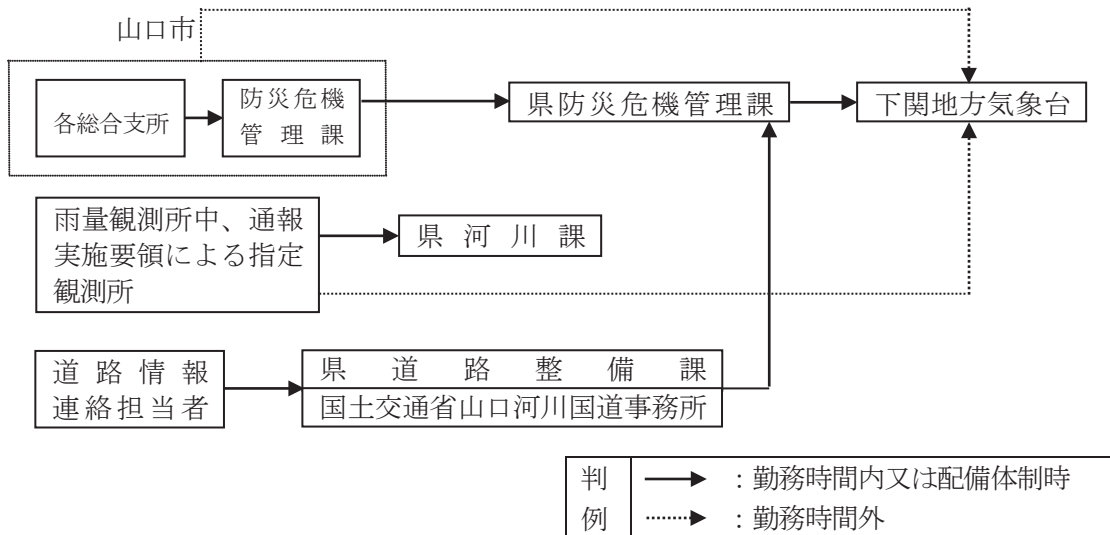 山口市
各総合支所
防災危機
管理課
県防災危機管理課
下関地方気象台
雨量観測所中、通報
実施要領による指定
観測所
県河川課
道路情報
連絡担当者
県道路整備課
国土交通省山口河川国道事務所
判
例
：勤務時間内又は配備体制時
：勤務時間外